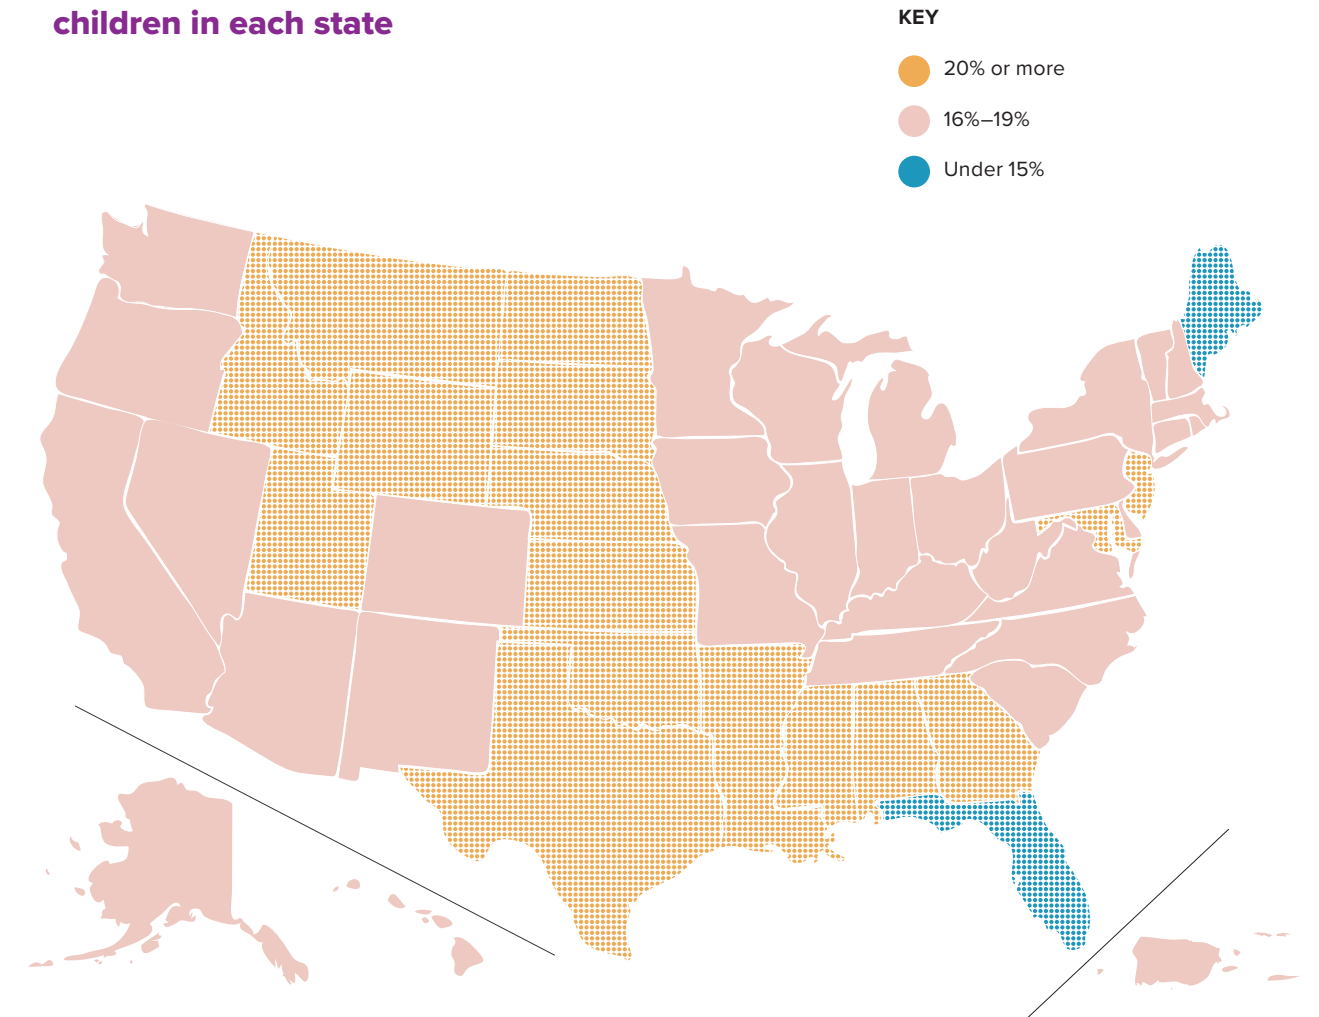 children in each state
KEY
20% or more
16%–19%
Under 15%